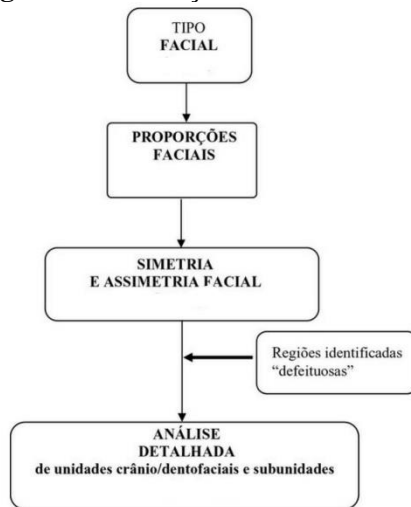 TIPO
FACIAL
PROPORÇÕES
FACIAIS
SIMETRIA
E ASSIMETRIA FACIAL
Regiões identificadas
“defeituosas”
ANÁLISE
DETALHADA
de unidades crânio/dentofaciais e subunidades